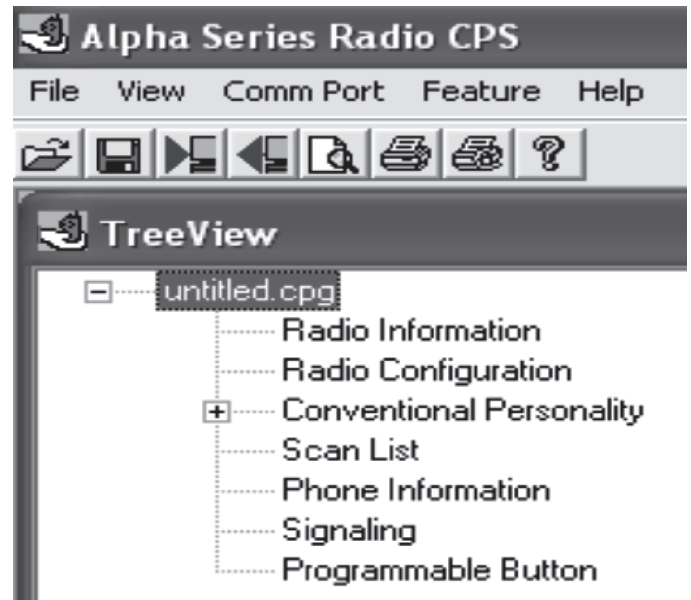 Alpha Series Radio CPS
File View Comm Port Feature Help
TreeView
untitled.cpg
Radio Information
Radio Configuration
Conventional Personality
Scan List
Phone Information
Signaling
Programmable Button